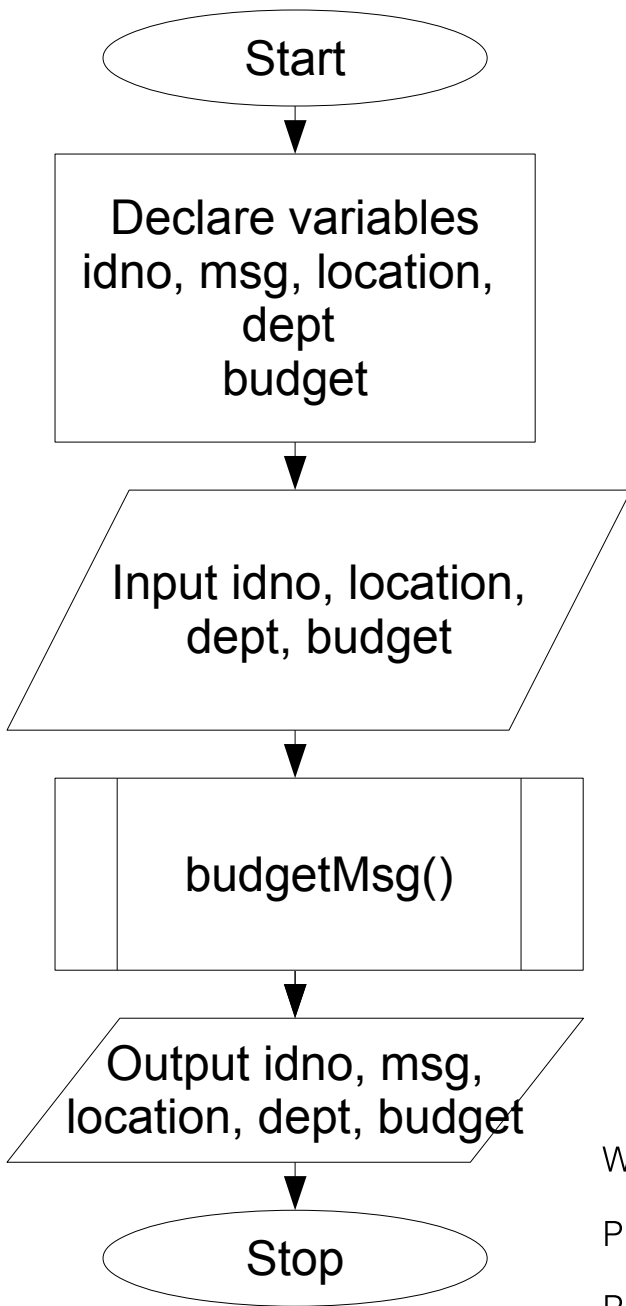 Start
Declare variables
idno, msg, location,
dept
budget
Input idno, location,
dept, budget
budgetMsg()
Output idno, msg,
location, dept, budget
W
P
Stop